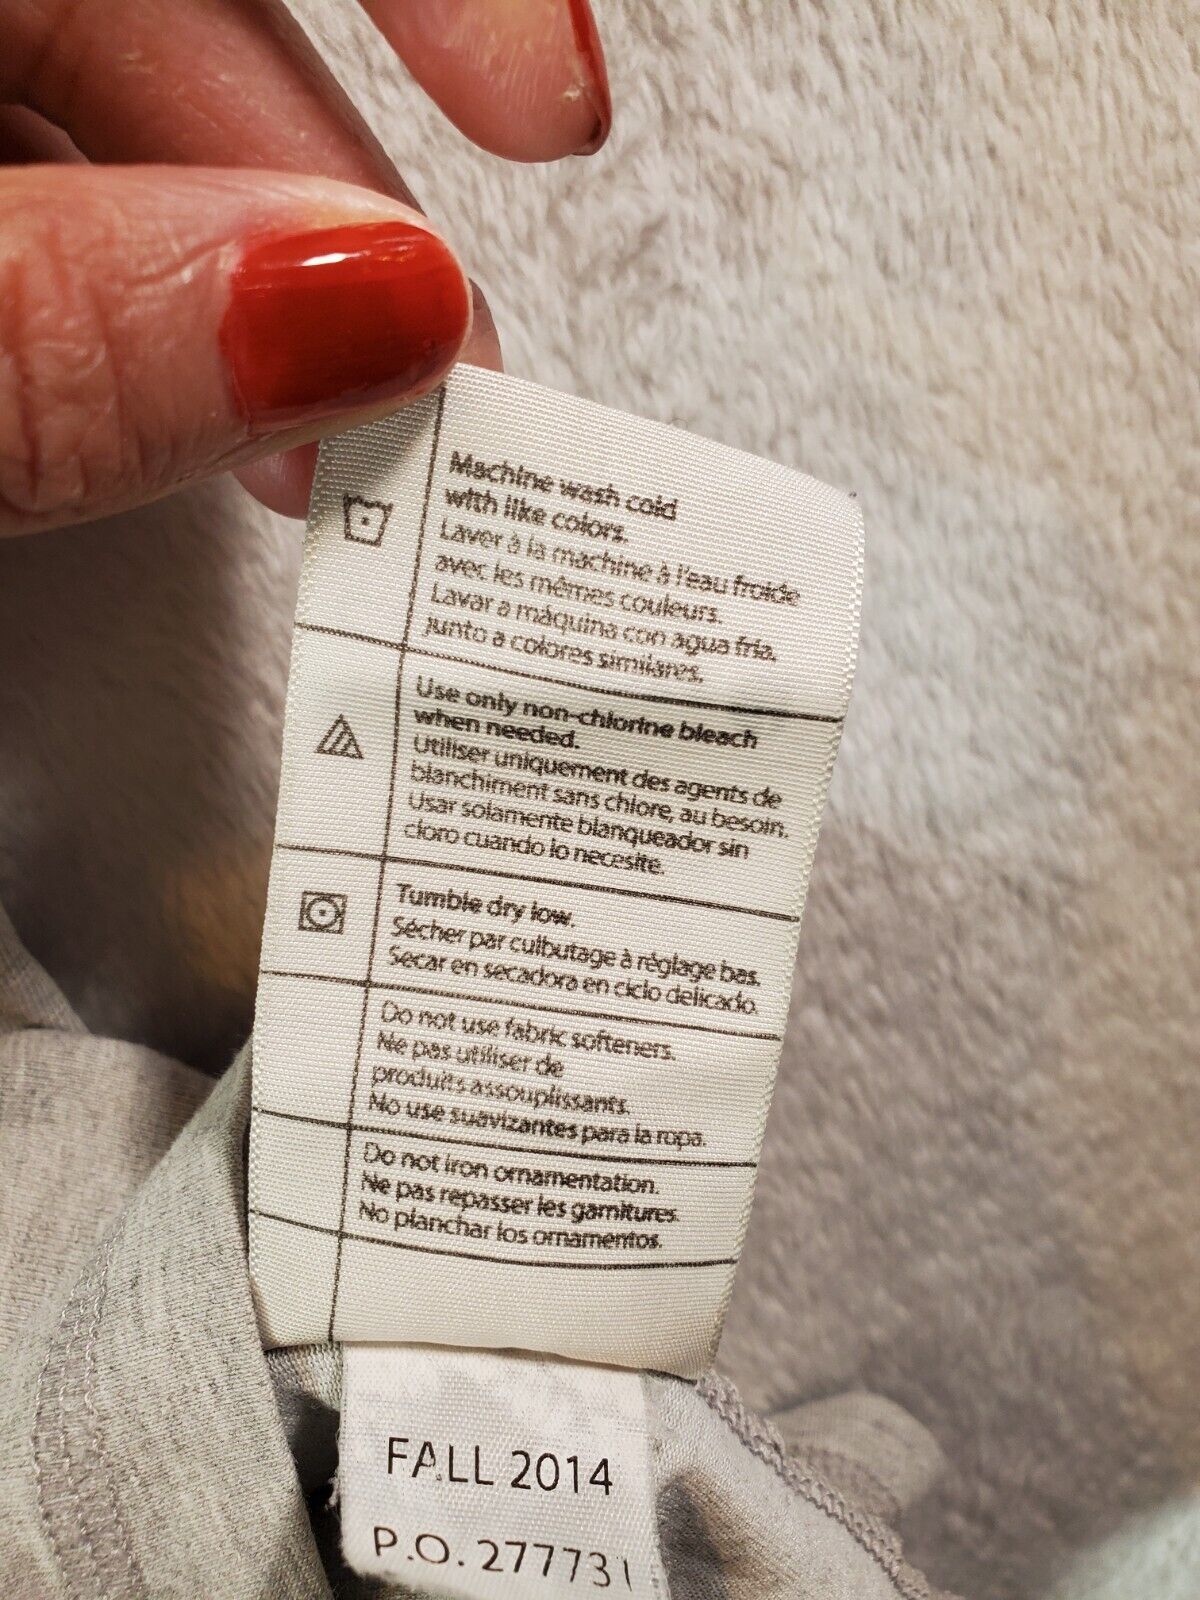 Machine wash cold
with like colors.
Laver à la machine à l'eau froide
avec les mêmes couleurs.
Lavar a máquina con agua fría,
junto a colores similares.
Use only non-chlorine bleach
when needed.
Utiliser uniquement des agents de
blanchiment sans chlore, au besoin.
Usar solamente blanqueador sin
cloro cuando lo necesite.
Tumble dry low.
Sécher par culbutage à réglage bas.
Secar en secadora en ciclo delicado.
Do not use fabric softeners.
Ne pas utiliser de
produits assouplissants.
No use suavizantes para la ropa.
Do not iron ornamentation.
Ne pas repasser les garnitures.
No planchar los ornamentos.
FALL 2014
P.O. 277731